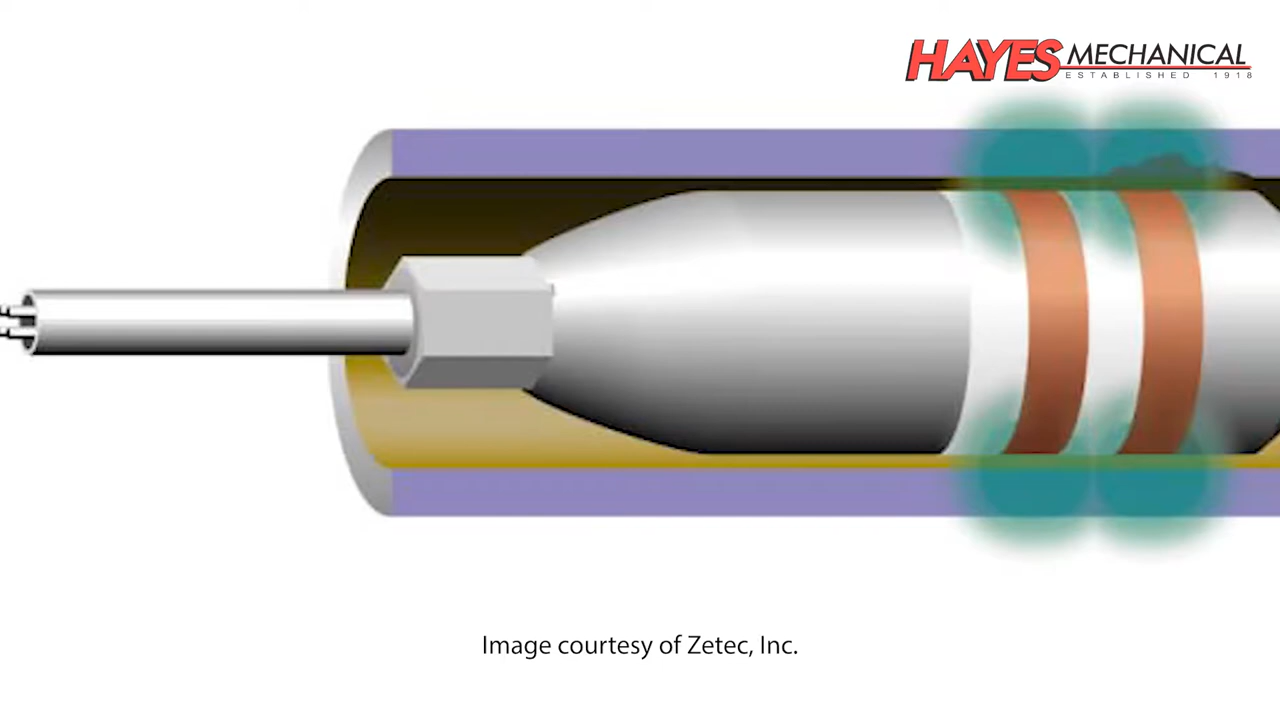 HAYES MECHANICAL
ESTABLISHED 1918
Image courtesy of Zetec, Inc.